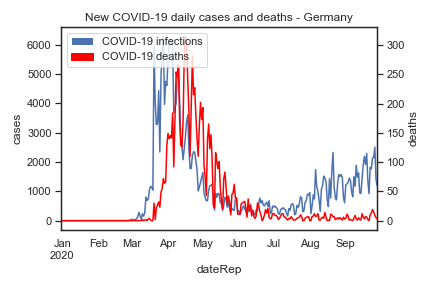 New COVID-19 daily cases and deaths - Germany
COVID-19 infections
COVID-19 deaths
6000
5000
4000
3000
2000
1000
0
cases
300
250
200
150
100
50
0
deaths
Jan Feb Mar Apr May Jun Jul Aug Sep
2020
dateRep